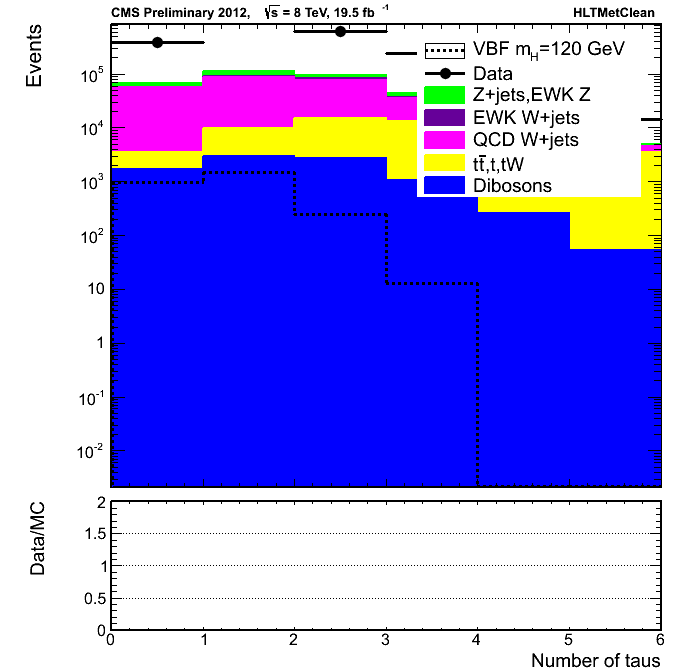 CMS Preliminary 2012, √s = 8 TeV, 19.5 fb⁻¹ HLTMetClean
Events
VBF m_H=120 GeV
Data
Z+jets,EWK Z
EWK W+jets
QCD W+jets
tt̅,t,tW
Dibosons
10⁵
10⁴
10³
10²
10
1
10⁻¹
10⁻²
Data/MC
2
1.5
1
0.5
0
0 1 2 3 4 5 6
Number of taus